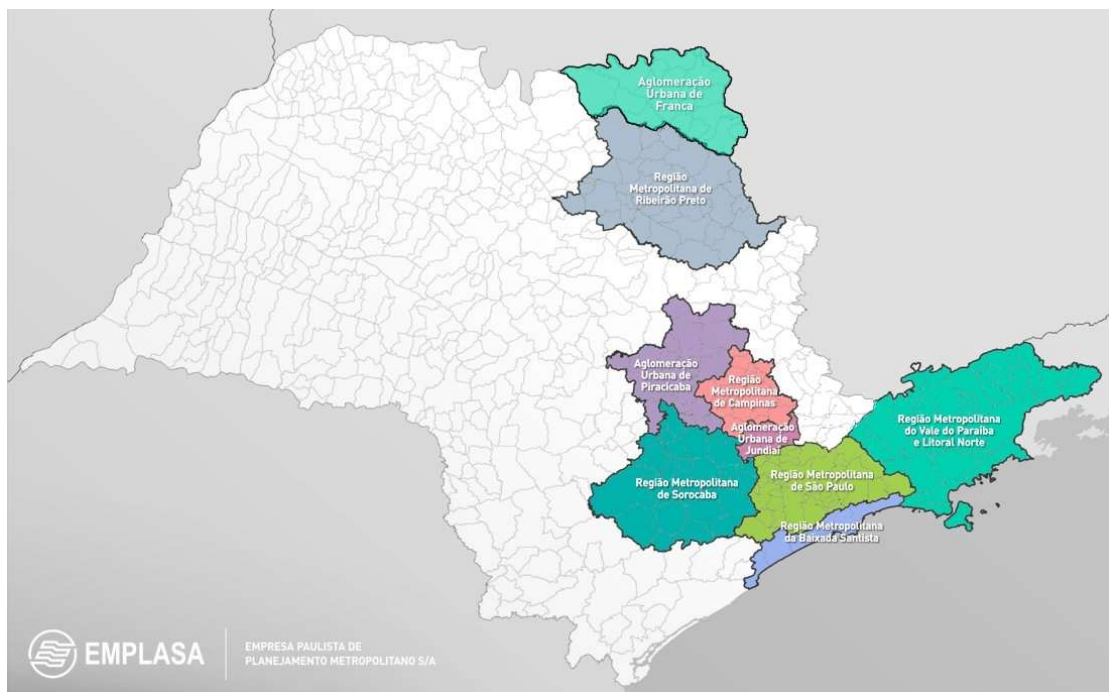 Aglomeração
Urbana de
Franca
Região
Metropolitana de
Ribeirão Preto
Aglomeração
Urbana de
Piracicaba
Região
Metropolitana
de Campinas
Aglomeração
Urbana de
Jundiaí
Região Metropolitana
do Vale do Paraíba
e Litoral Norte
Região Metropolitana
de Sorocaba
Região Metropolitana
de São Paulo
Região Metropolitana
da Baixada Santista
EMPLASA
EMPRESA PAULISTA DE
PLANEJAMENTO METROPOLITANO S/A